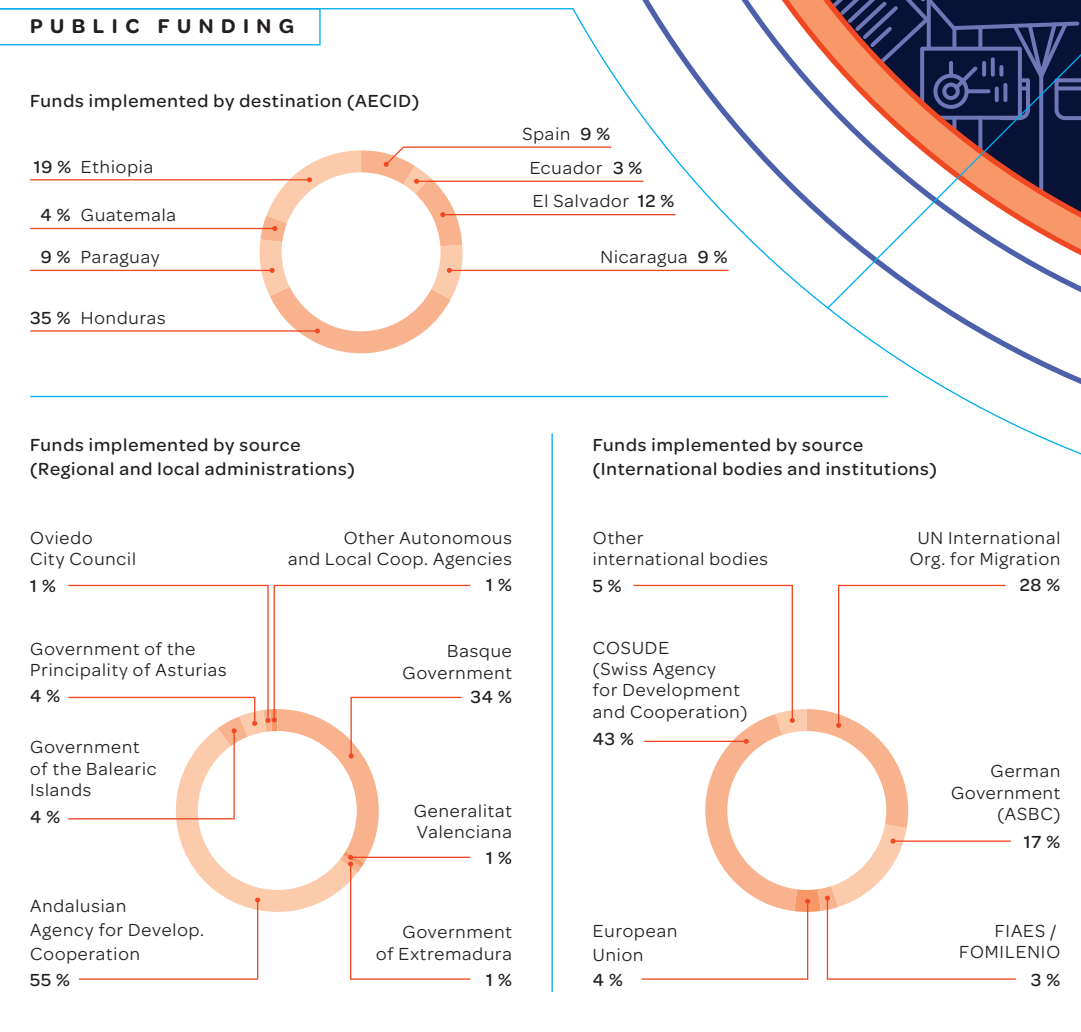 PUBLIC FUNDING
Funds implemented by destination (AECID)
Spain 9 %
19 % Ethiopia
Ecuador 3 %
El Salvador 12 %
4 % Guatemala
9 % Paraguay
Nicaragua 9 %
35 % Honduras
Funds implemented by source
(Regional and local administrations)
Oviedo
City Council
1 %
Other Autonomous
and Local Coop. Agencies
1 %
Government of the
Principality of Asturias
4 %
Basque
Government
34 %
Government
of the Balearic
Islands
4 %
Generalitat
Valenciana
1 %
Andalusian
Agency for Develop.
Cooperation
55 %
Government
of Extremadura
1 %
Funds implemented by source
(International bodies and institutions)
Other
international bodies
5 %
UN International
Org. for Migration
28 %
COSUDE
(Swiss Agency
for Development
and Cooperation)
43 %
German
Government
(ASBC)
17 %
European
Union
4 %
FIAES /
FOMILENIO
3 %